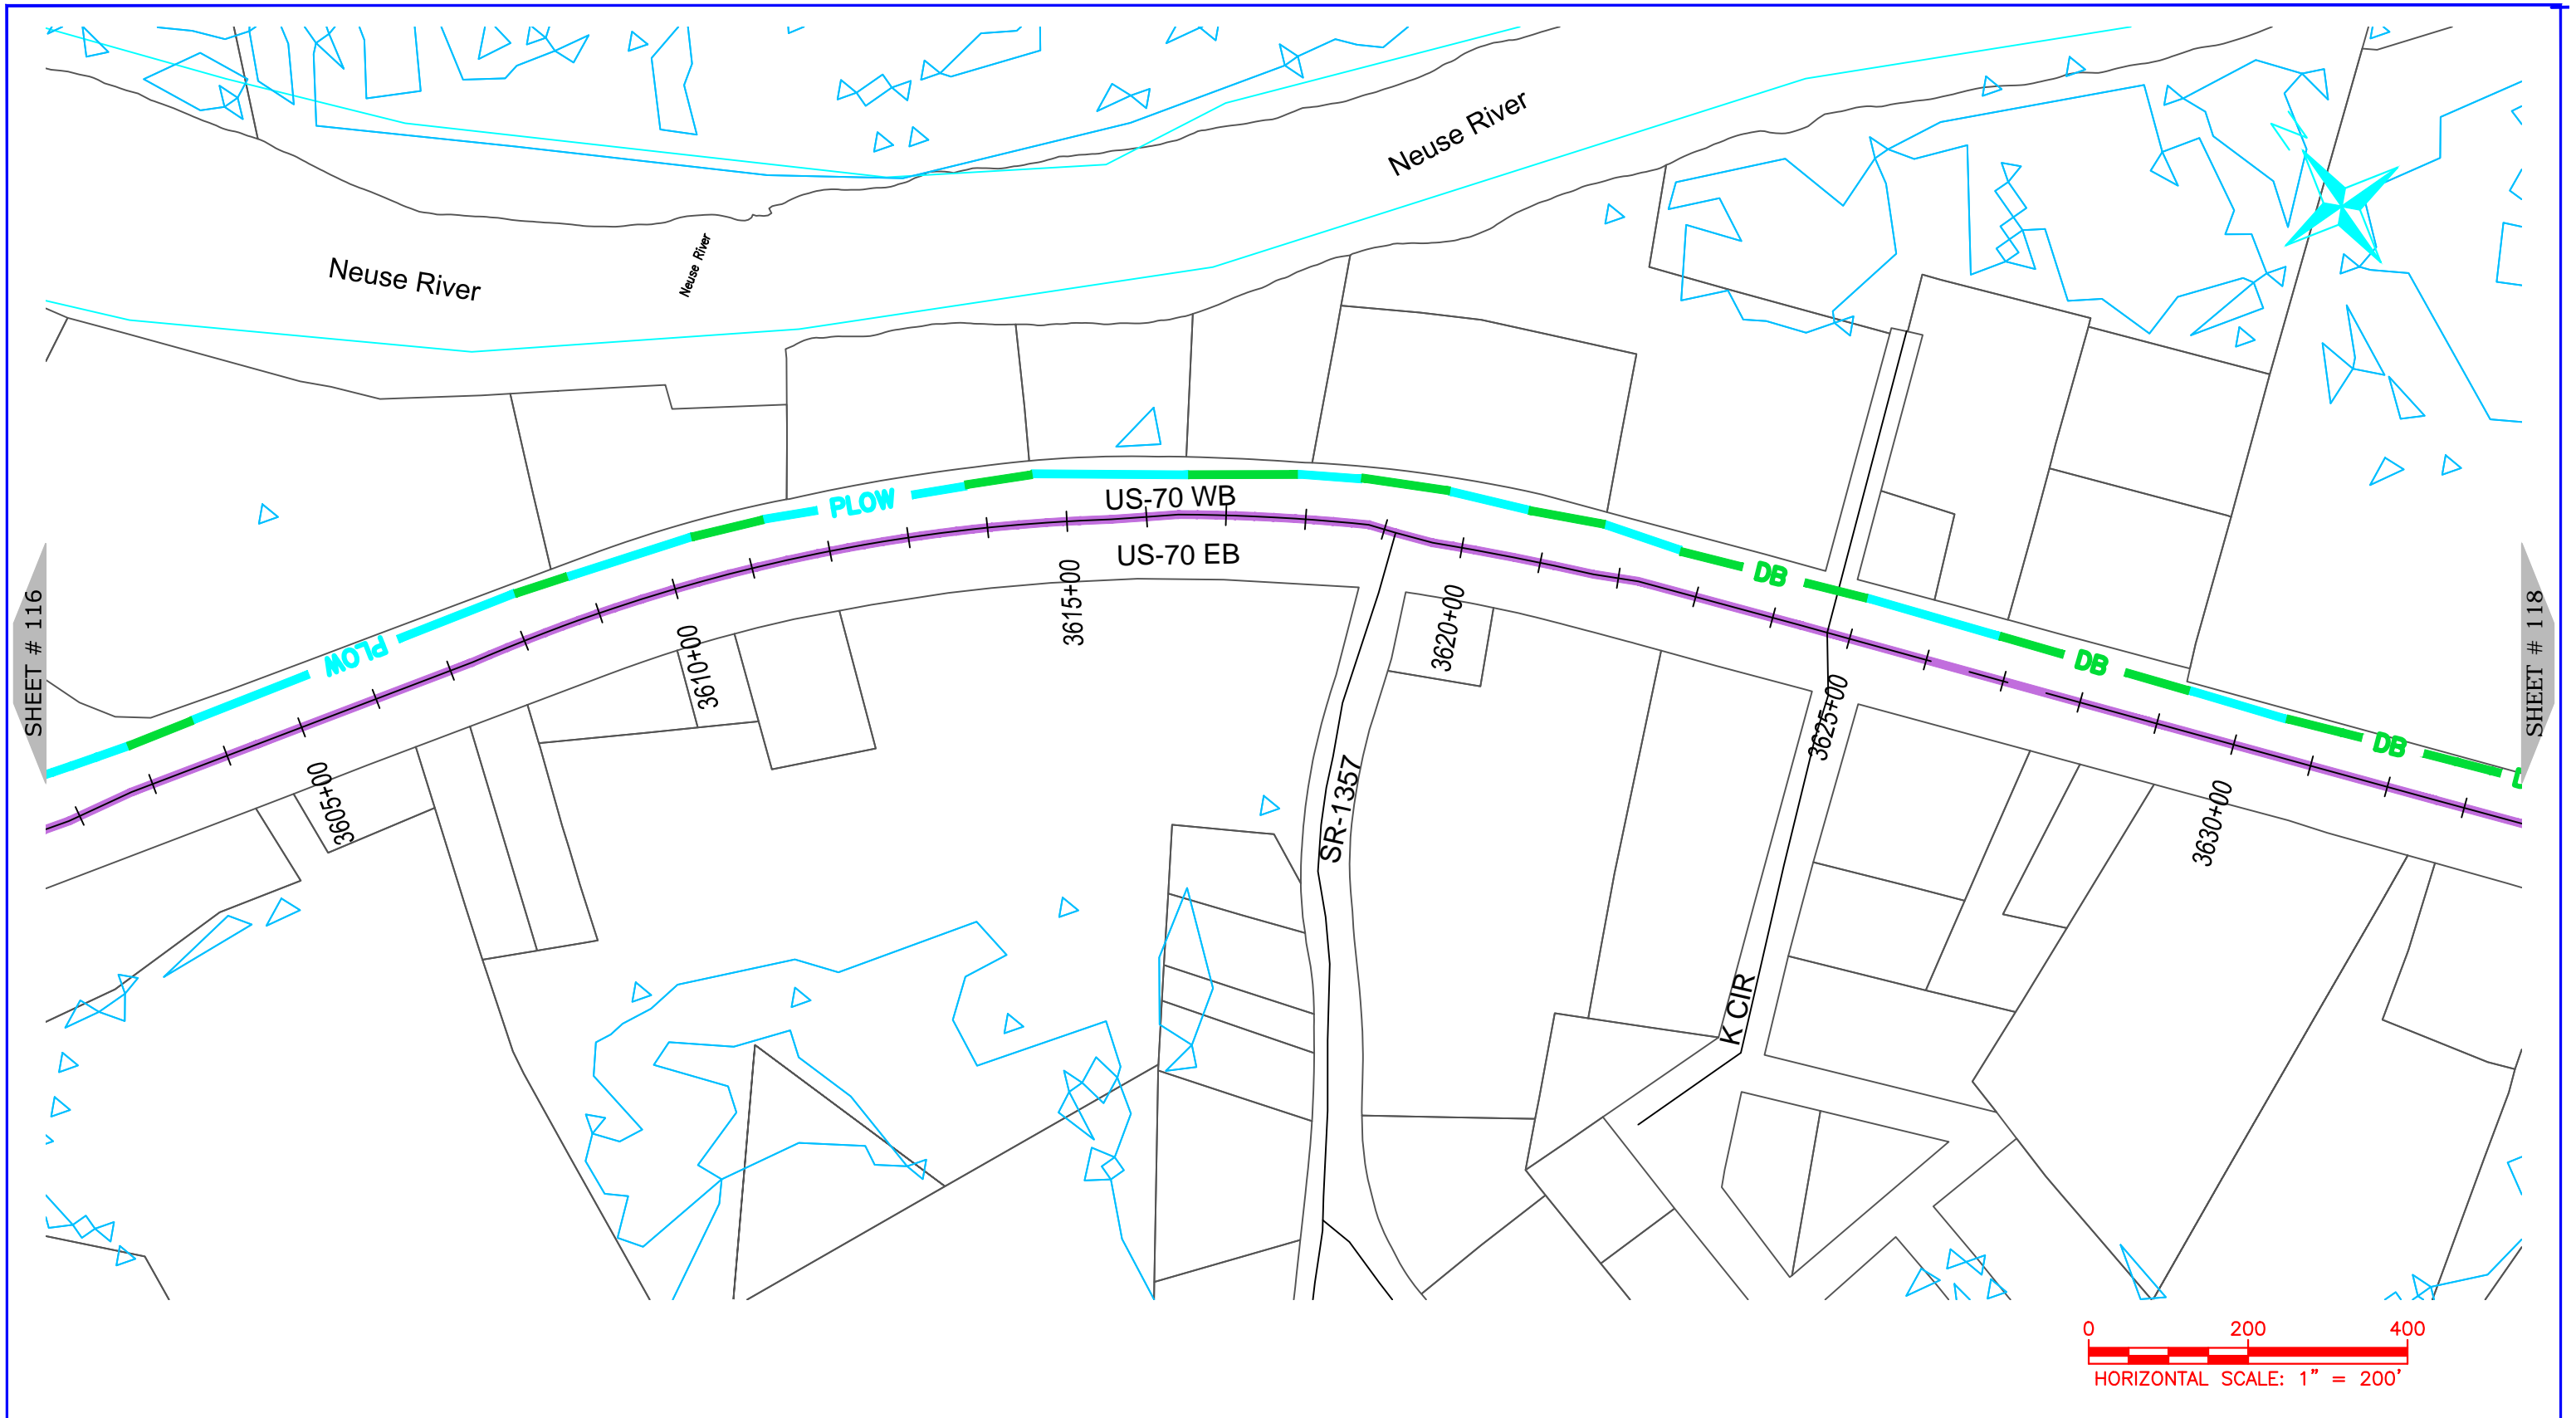 Neuse River
Neuse River
Neuse River
PLOW
US-70 WB
US-70 EB
DB
PLOW
DB
DB
SHEET # 116
SHEET # 118
3605+00
3610+00
3615+00
3620+00
3625+00
3630+00
SR-1357
K CIR
0 200 400
HORIZONTAL SCALE: 1” = 200’